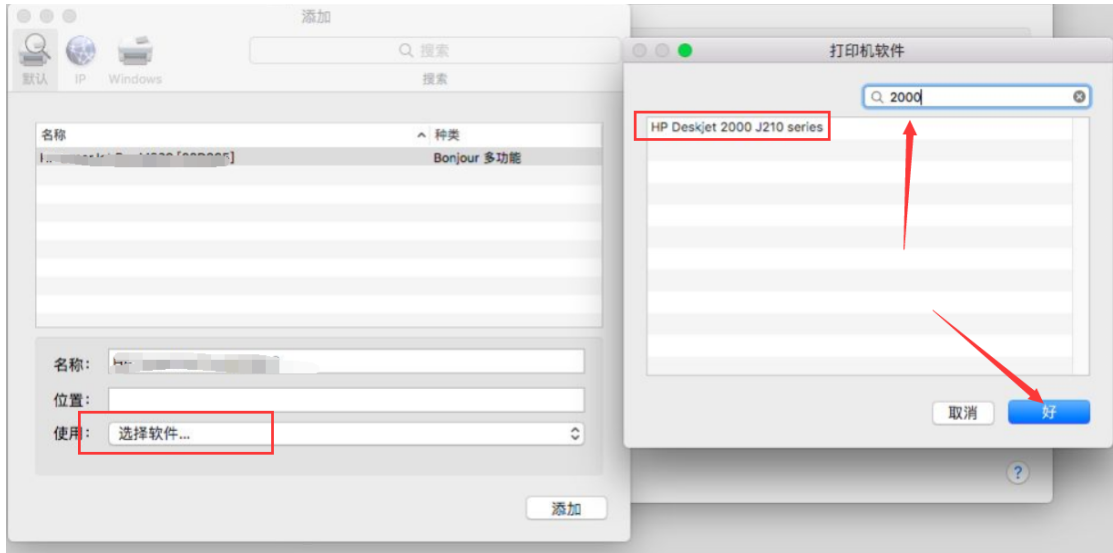 添加
默认
IP
Windows
搜索
搜索
名称
种类
Bonjour 多功能
名称：
位置：
使用：
选择软件...
添加
打印机软件
2000
HP Deskjet 2000 J210 series
取消
好
?